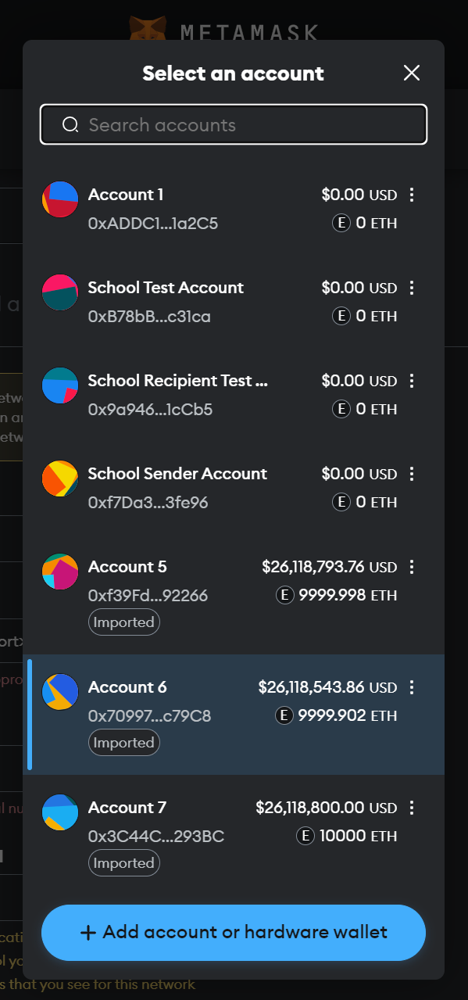 METAMASK
Select an account
Search accounts
Account 1
$0.00 USD
0xADDC1...1a2C5
E 0 ETH
School Test Account
$0.00 USD
0xB78bB...c31ca
E 0 ETH
School Recipient Test ...
$0.00 USD
0x9a946...1cCb5
E 0 ETH
School Sender Account
$0.00 USD
0xf7Da3...3fe96
E 0 ETH
Account 5
$26,118,793.76 USD
0xf39Fd...92266
E 9999.998 ETH
Imported
Account 6
$26,118,543.86 USD
0x70997...c79C8
E 9999.902 ETH
Imported
Account 7
$26,118,800.00 USD
0x3C44C...293BC
E 10000 ETH
Imported
+ Add account or hardware wallet
s that you see for this network